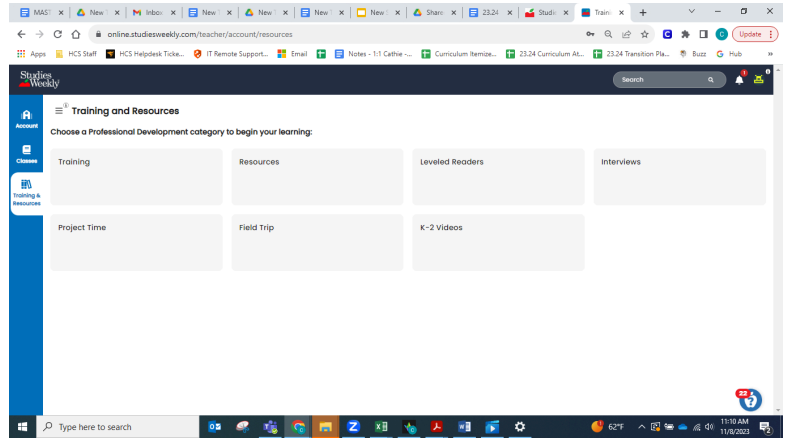 MAS
New
Inbox
New
New
New
New
Share
23.24
Studi
Train
online.studiesweekly.com/teacher/account/resources
Update
Apps
HCS Staff
HCS Helpdesk Ticke...
IT Remote Support...
Email
Notes - 1:1 Cathie -...
Curriculum Itemize...
23.24 Curriculum At...
23.24 Transition Pla...
Buzz
Hub
Studies
Weekly
Search
Account
Classes
Training &
Resources
Training and Resources
Choose a Professional Development category to begin your learning:
Training
Resources
Leveled Readers
Interviews
Project Time
Field Trip
K-2 Videos
22
Type here to search
62°F
11:10 AM
11/8/2023